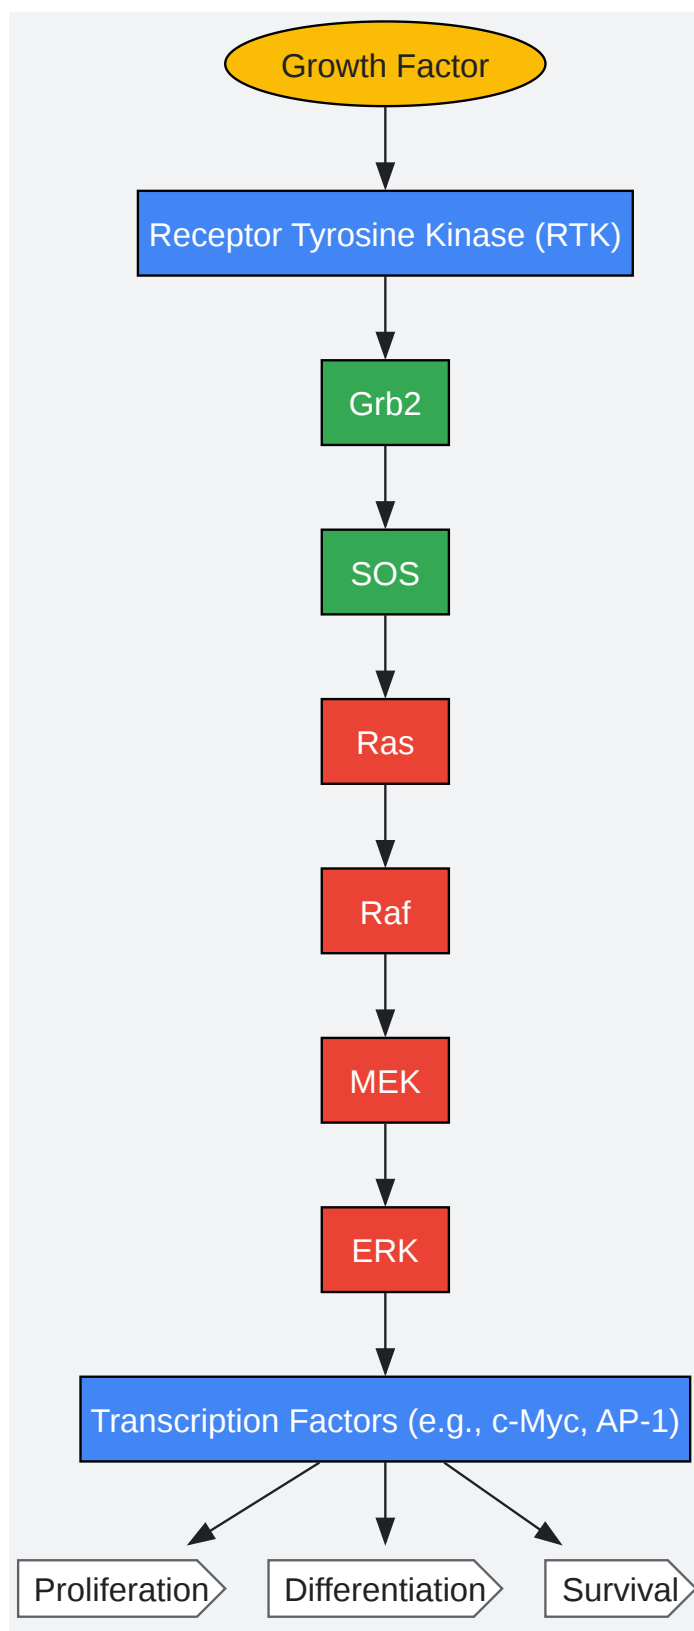 Growth Factor
Receptor Tyrosine Kinase (RTK)
Grb2
SOS
Ras
Raf
MEK
ERK
Transcription Factors (e.g., c-Myc, AP-1)
Proliferation
Differentiation
Survival